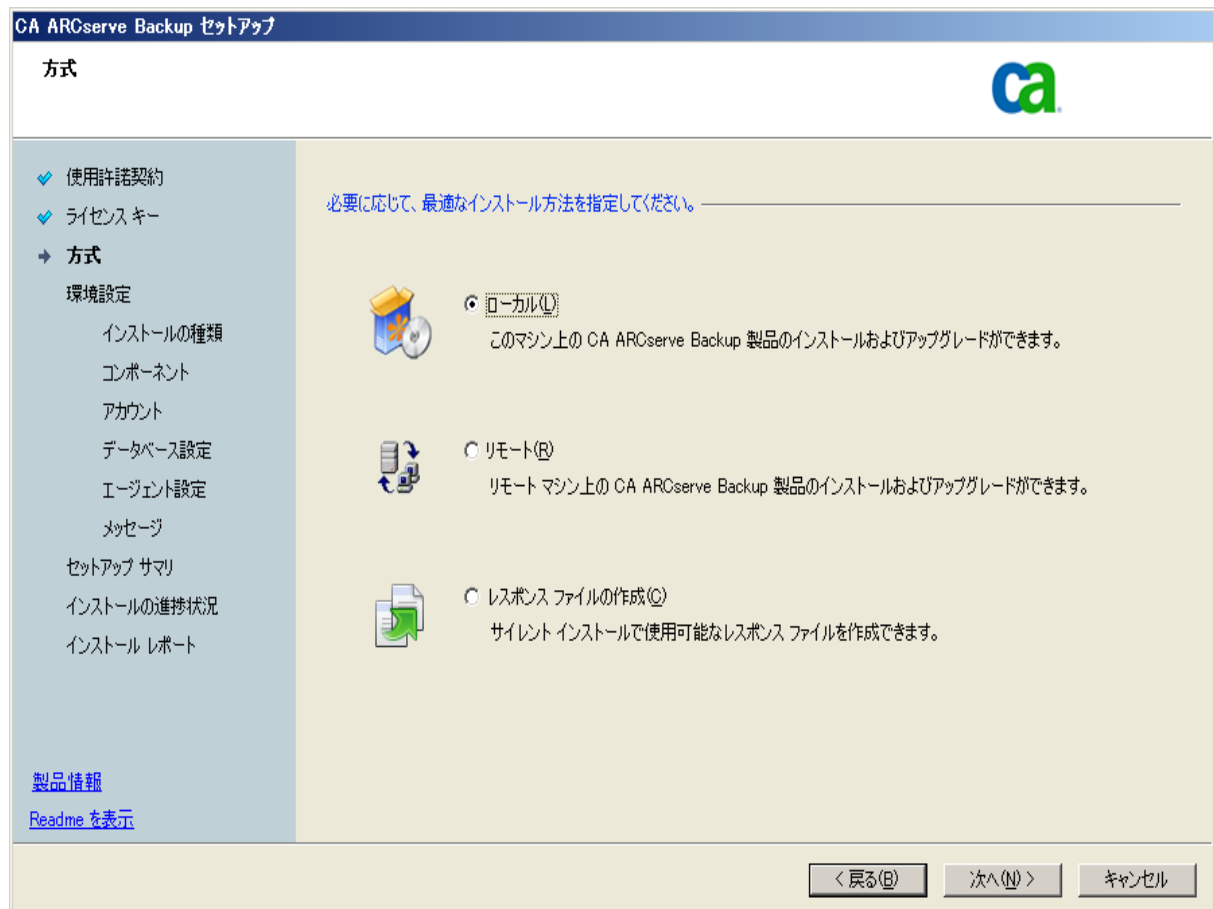 CA ARCserve Backup セットアップ
方式
ca
使用許諾契約
ライセンス キー
方式
環境設定
インストールの種類
コンポーネント
アカウント
データベース設定
エージェント設定
メッセージ
セットアップ サマリ
インストールの進捗状況
インストール レポート
製品情報
Readme を表示
必要に応じて、最適なインストール方法を指定してください。
ローカル(L)
このマシン上の CA ARCserve Backup 製品のインストールおよびアップグレードができます。
リモート(R)
リモート マシン上の CA ARCserve Backup 製品のインストールおよびアップグレードができます。
レスポンス ファイルの作成(C)
サイレント インストールで使用可能なレスポンス ファイルを作成できます。
< 戻る(B)
次へ(N) >
キャンセル